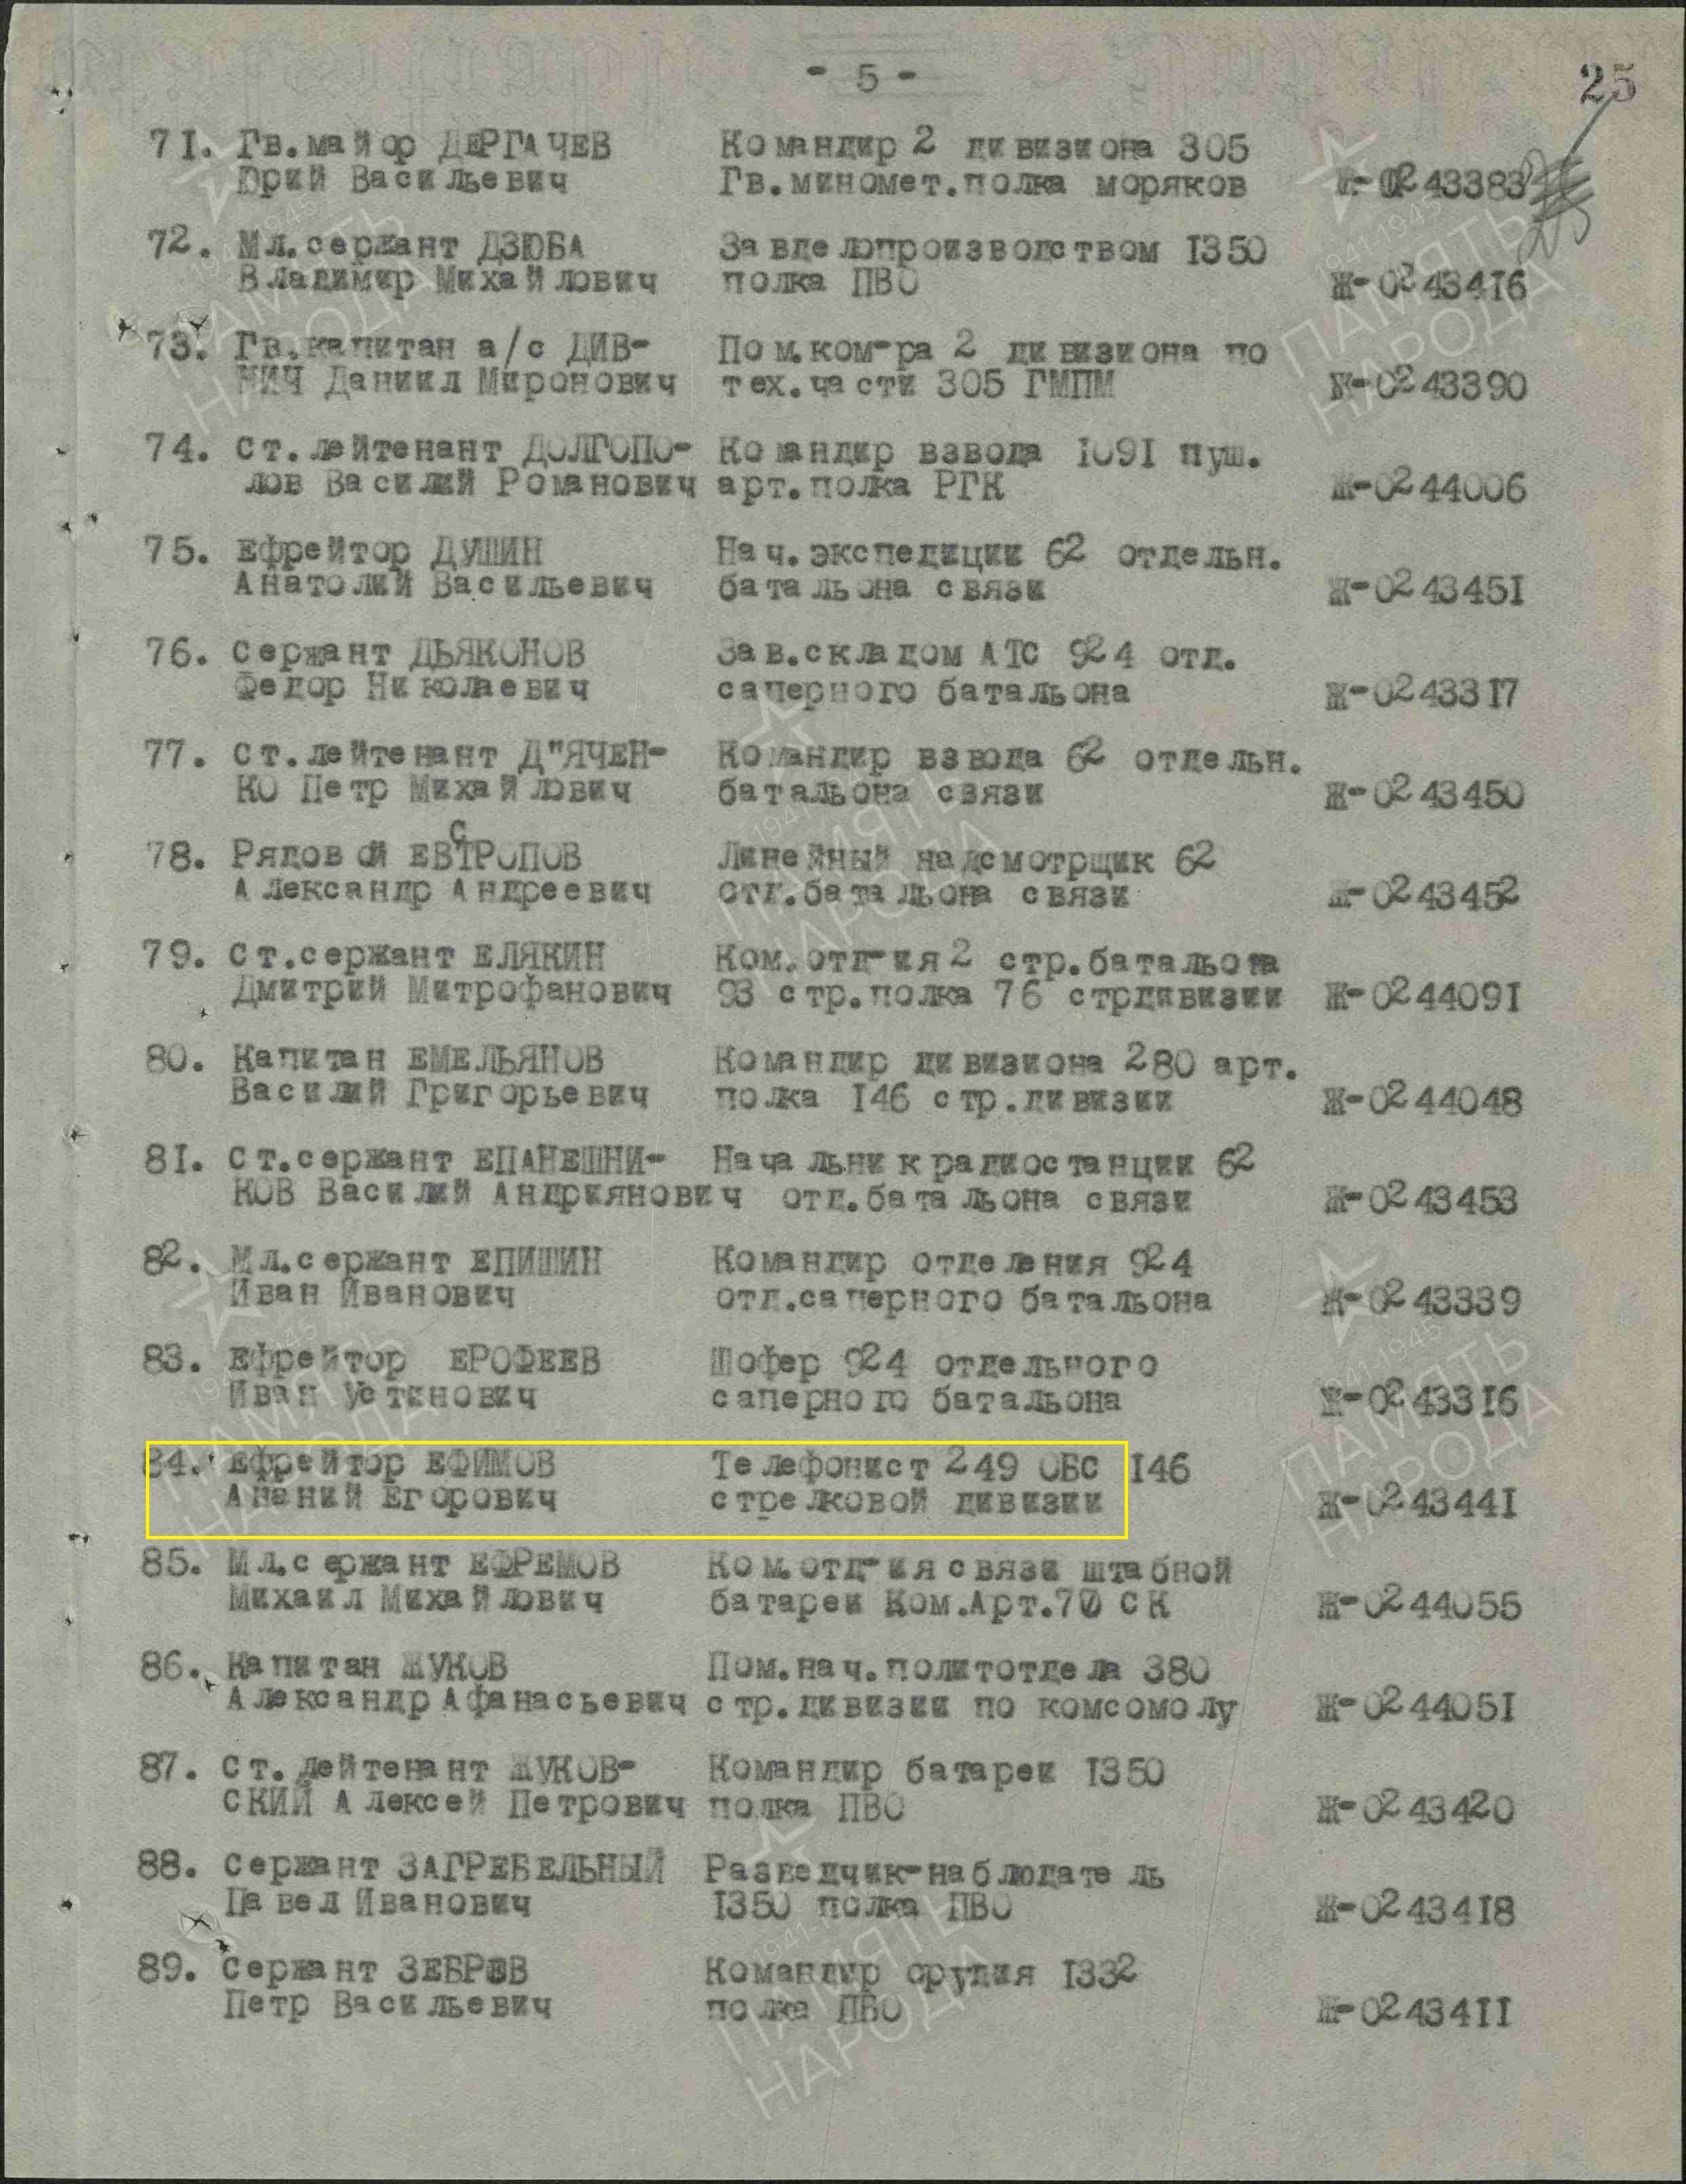 - 5 -
25
71. Гв.майор ДЕРГАЧЕВ Командир 2 дивизиона 305
Юрий Васильевич Гв.миномет.полка моряков Ж-0243383
72. Мл.сержант ДЗЮБА Завделопроизводством 1350
Владимир Михайлович полка ПВО Ж-0243416
73. Гв.капитан а/с ДИВ- Пом.ком-ра 2 дивизиона по
НИЧ Даниил Миронович тех.части 305 ГМПМ Ж-0243390
74. Ст.лейтенант ДОЛГОПО- Командир взвода 1091 пуш.
лов Василий Романович арт.полка РГК Ж-0244006
75. Ефрейтор ДУШИН Нач.экспедиции 62 отдельн.
Анатолий Васильевич батальона связи Ж-0243451
76. Сержант ДЬЯКОНОВ Зав.складом АТС 924 отд.
Федор Николаевич саперного батальона Ж-0243317
77. Ст.лейтенант Д"ЯЧЕН- Командир взвода 62 отдельн.
КО Петр Михайлович батальона связи Ж-0243450
78. Рядовой ЕВСТРОПОВ Линейный надсмотрщик 62
Александр Андреевич отд.батальона связи Ж-0243452
79. Ст.сержант ЕЛЯКИН Ком.отд-ия 2 стр.батальона
Дмитрий Митрофанович 93 стр.полка 76 стрдивизии Ж-0244091
80. Капитан ЕМЕЛЬЯНОВ Командир дивизиона 280 арт.
Василий Григорьевич полка 146 стр.дивизии Ж-0244048
81. Ст.сержант ЕПАНЕШНИ- Начальник радиостанции 62
КОВ Василий Андриянович отд.батальона связи Ж-0243453
82. Мл.сержант ЕПИШИН Командир отделения 924
Иван Иванович отд.саперного батальона Ж-0243339
83. Ефрейтор ЕРОФЕЕВ Шофер 924 отдельного
Иван Устинович саперного батальона Ж-0243316
84. Ефрейтор ЕФИМОВ Телефонист 249 ОБС 146
Ананий Егорович стрелковой дивизии Ж-0243441
85. Мл.сержант ЕФРЕМОВ Ком.отд-ия связи штабной
Михаил Михайлович батареи Ком.Арт.70 СК Ж-0244055
86. Капитан ЖУКОВ Пом.нач.политотдела 380
Александр Афанасьевич стр.дивизии по комсомолу Ж-0244051
87. Ст.лейтенант ЖУКОВ- Командир батареи 1350
СКИЙ Алексей Петрович полка ПВО Ж-0243420
88. Сержант ЗАГРЕБЕЛЬНЫЙ Разведчик-наблюдатель
Павел Иванович 1350 полка ПВО Ж-0243418
89. Сержант ЗЕБРЕВ Командир орудия 1332
Петр Васильевич полка ПВО Ж-0243411